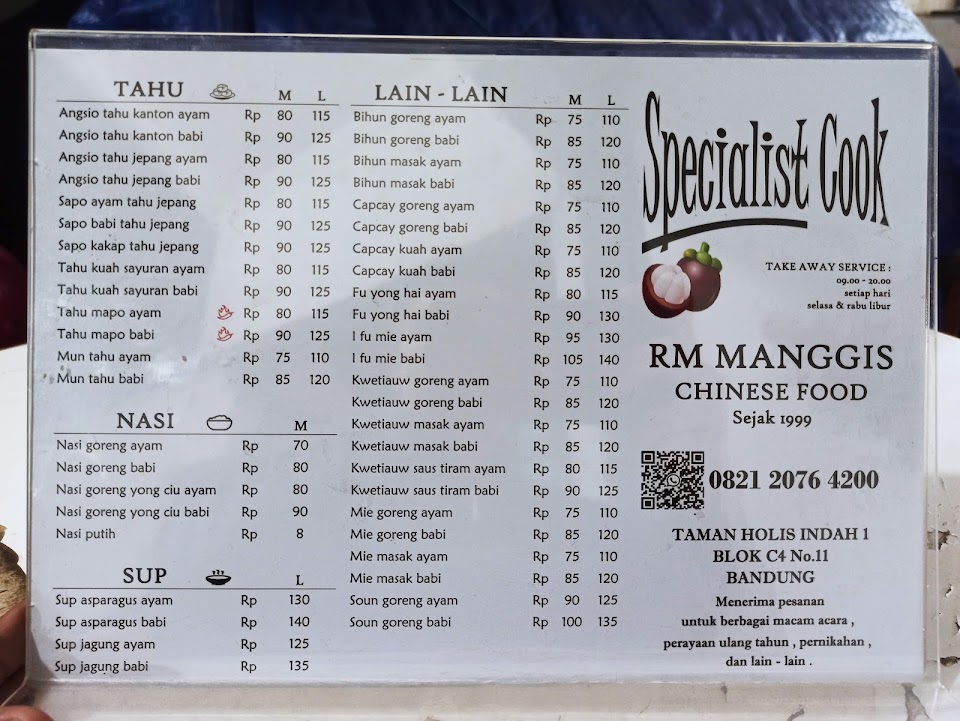 TAHU M L
Angsio tahu kanton ayam Rp 80 115
Angsio tahu kanton babi Rp 90 125
Angsio tahu jepang ayam Rp 80 115
Angsio tahu jepang babi Rp 90 125
Sapo ayam tahu jepang Rp 80 115
Sapo babi tahu jepang Rp 90 125
Sapo kakap tahu jepang Rp 90 125
Tahu kuah sayuran ayam Rp 80 115
Tahu kuah sayuran babi Rp 90 125
Tahu mapo ayam Rp 80 115
Tahu mapo babi Rp 90 125
Mun tahu ayam Rp 75 110
Mun tahu babi Rp 85 120
NASI M
Nasi goreng ayam Rp 70
Nasi goreng babi Rp 80
Nasi goreng yong ciu ayam Rp 80
Nasi goreng yong ciu babi Rp 90
Nasi putih Rp 8
SUP L
Sup asparagus ayam Rp 130
Sup asparagus babi Rp 140
Sup jagung ayam Rp 125
Sup jagung babi Rp 135
LAIN - LAIN M L
Bihun goreng ayam Rp 75 110
Bihun goreng babi Rp 85 120
Bihun masak ayam Rp 75 110
Bihun masak babi Rp 85 120
Capcay goreng ayam Rp 75 110
Capcay goreng babi Rp 85 120
Capcay kuah ayam Rp 75 110
Capcay kuah babi Rp 85 120
Fu yong hai ayam Rp 80 115
Fu yong hai babi Rp 90 130
I fu mie ayam Rp 95 130
I fu mie babi Rp 105 140
Kwetiauw goreng ayam Rp 75 110
Kwetiauw goreng babi Rp 85 120
Kwetiauw masak ayam Rp 75 110
Kwetiauw masak babi Rp 85 120
Kwetiauw saus tiram ayam Rp 80 115
Kwetiauw saus tiram babi Rp 90 125
Mie goreng ayam Rp 75 110
Mie goreng babi Rp 85 120
Mie masak ayam Rp 75 110
Mie masak babi Rp 85 120
Soun goreng ayam Rp 90 125
Soun goreng babi Rp 100 135
Specialist Cook
TAKE AWAY SERVICE :
09.00 - 20.00
setiap hari
selasa & rabu libur
RM MANGGIS
CHINESE FOOD
Sejak 1999
0821 2076 4200
TAMAN HOLIS INDAH 1
BLOK C4 No.11
BANDUNG
Menerima pesanan
untuk berbagai macam acara ,
perayaan ulang tahun , pernikahan ,
dan lain - lain .